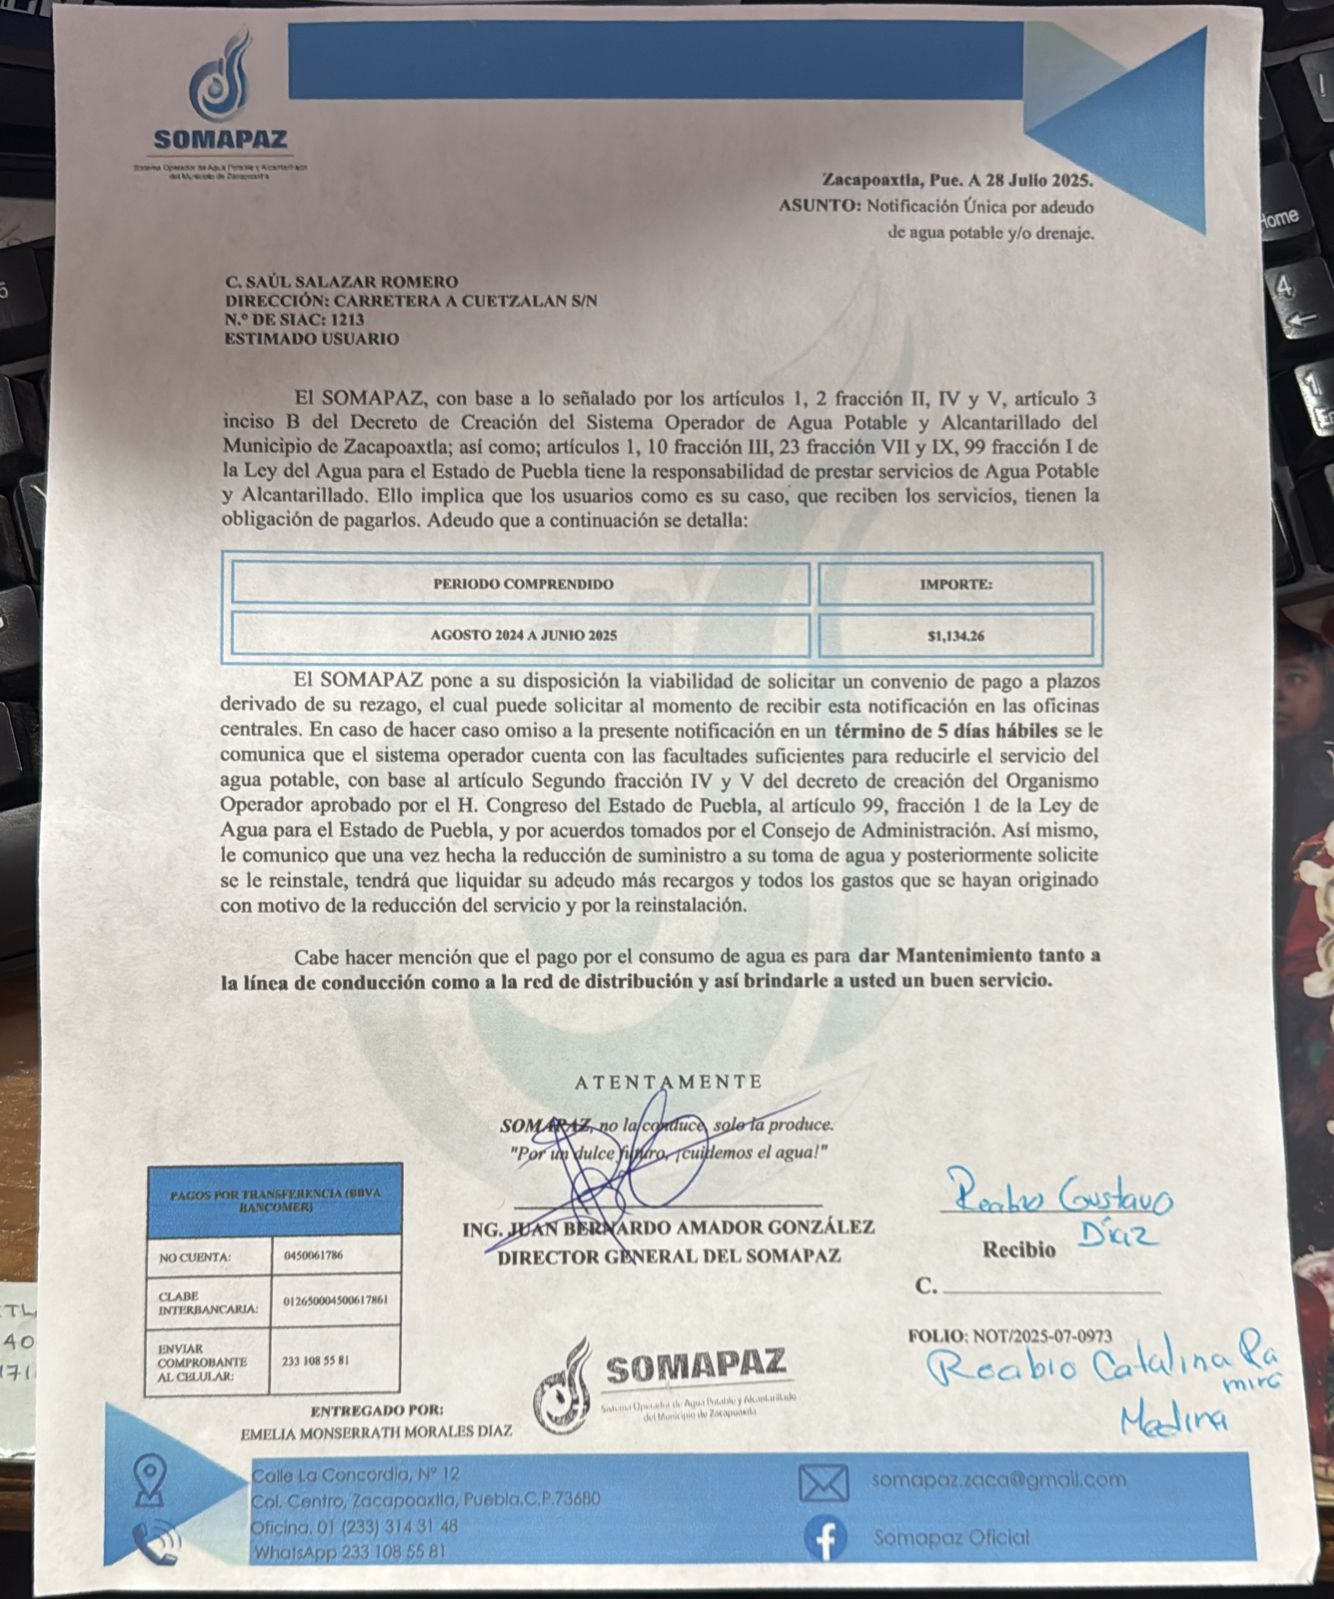 SOMAPAZ
Sistema Operador de Agua Potable y Alcantarillado
del Municipio de Zacapoaxtla
Zacapoaxtla, Pue. A 28 Julio 2025.
ASUNTO: Notificación Única por adeudo
de agua potable y/o drenaje.
C. SAÚL SALAZAR ROMERO
DIRECCIÓN: CARRETERA A CUETZALAN S/N
N.º DE SIAC: 1213
ESTIMADO USUARIO
El SOMAPAZ, con base a lo señalado por los artículos 1, 2 fracción II, IV y V, artículo 3
inciso B del Decreto de Creación del Sistema Operador de Agua Potable y Alcantarillado del
Municipio de Zacapoaxtla; así como; artículos 1, 10 fracción III, 23 fracción VII y IX, 99 fracción I de
la Ley del Agua para el Estado de Puebla tiene la responsabilidad de prestar servicios de Agua Potable
y Alcantarillado. Ello implica que los usuarios como es su caso, que reciben los servicios, tienen la
obligación de pagarlos. Adeudo que a continuación se detalla:
PERIODO COMPRENDIDO IMPORTE:
AGOSTO 2024 A JUNIO 2025 $1,134.26
El SOMAPAZ pone a su disposición la viabilidad de solicitar un convenio de pago a plazos
derivado de su rezago, el cual puede solicitar al momento de recibir esta notificación en las oficinas
centrales. En caso de hacer caso omiso a la presente notificación en un término de 5 días hábiles se le
comunica que el sistema operador cuenta con las facultades suficientes para reducirle el servicio del
agua potable, con base al artículo Segundo fracción IV y V del decreto de creación del Organismo
Operador aprobado por el H. Congreso del Estado de Puebla, al artículo 99, fracción 1 de la Ley de
Agua para el Estado de Puebla, y por acuerdos tomados por el Consejo de Administración. Así mismo,
le comunico que una vez hecha la reducción de suministro a su toma de agua y posteriormente solicite
se le reinstale, tendrá que liquidar su adeudo más recargos y todos los gastos que se hayan originado
con motivo de la reducción del servicio y por la reinstalación.
Cabe hacer mención que el pago por el consumo de agua es para dar Mantenimiento tanto a
la línea de conducción como a la red de distribución y así brindarle a usted un buen servicio.
ATENTAMENTE
SOMAPAZ, no la conduce, solo la produce.
"Por un dulce futuro, ¡cuidemos el agua!"
ING. JUAN BERNARDO AMADOR GONZÁLEZ
DIRECTOR GENERAL DEL SOMAPAZ
PAGOS POR TRANSFERENCIA (BBVA
BANCOMER)
NO CUENTA: 0450061786
CLABE
INTERBANCARIA: 012650004500617861
ENVIAR
COMPROBANTE
AL CELULAR: 233 108 55 81
ENTREGADO POR:
EMELIA MONSERRATH MORALES DIAZ
SOMAPAZ
Sistema Operador de Agua Potable y Alcantarillado
del Municipio de Zacapoaxtla
Recibio Gustavo
Díaz
Recibio
C.
FOLIO: NOT/2025-07-0973
Recibio Catalina Ra
miro
Medina
Calle La Concordia, Nº 12
Col. Centro, Zacapoaxtla, Puebla.C.P.73680
Oficina. 01 (233) 314 31 48
WhatsApp 233 108 55 81
somapaz.zaca@gmail.com
Somapaz Oficial
Home
4
1
TL
40
171